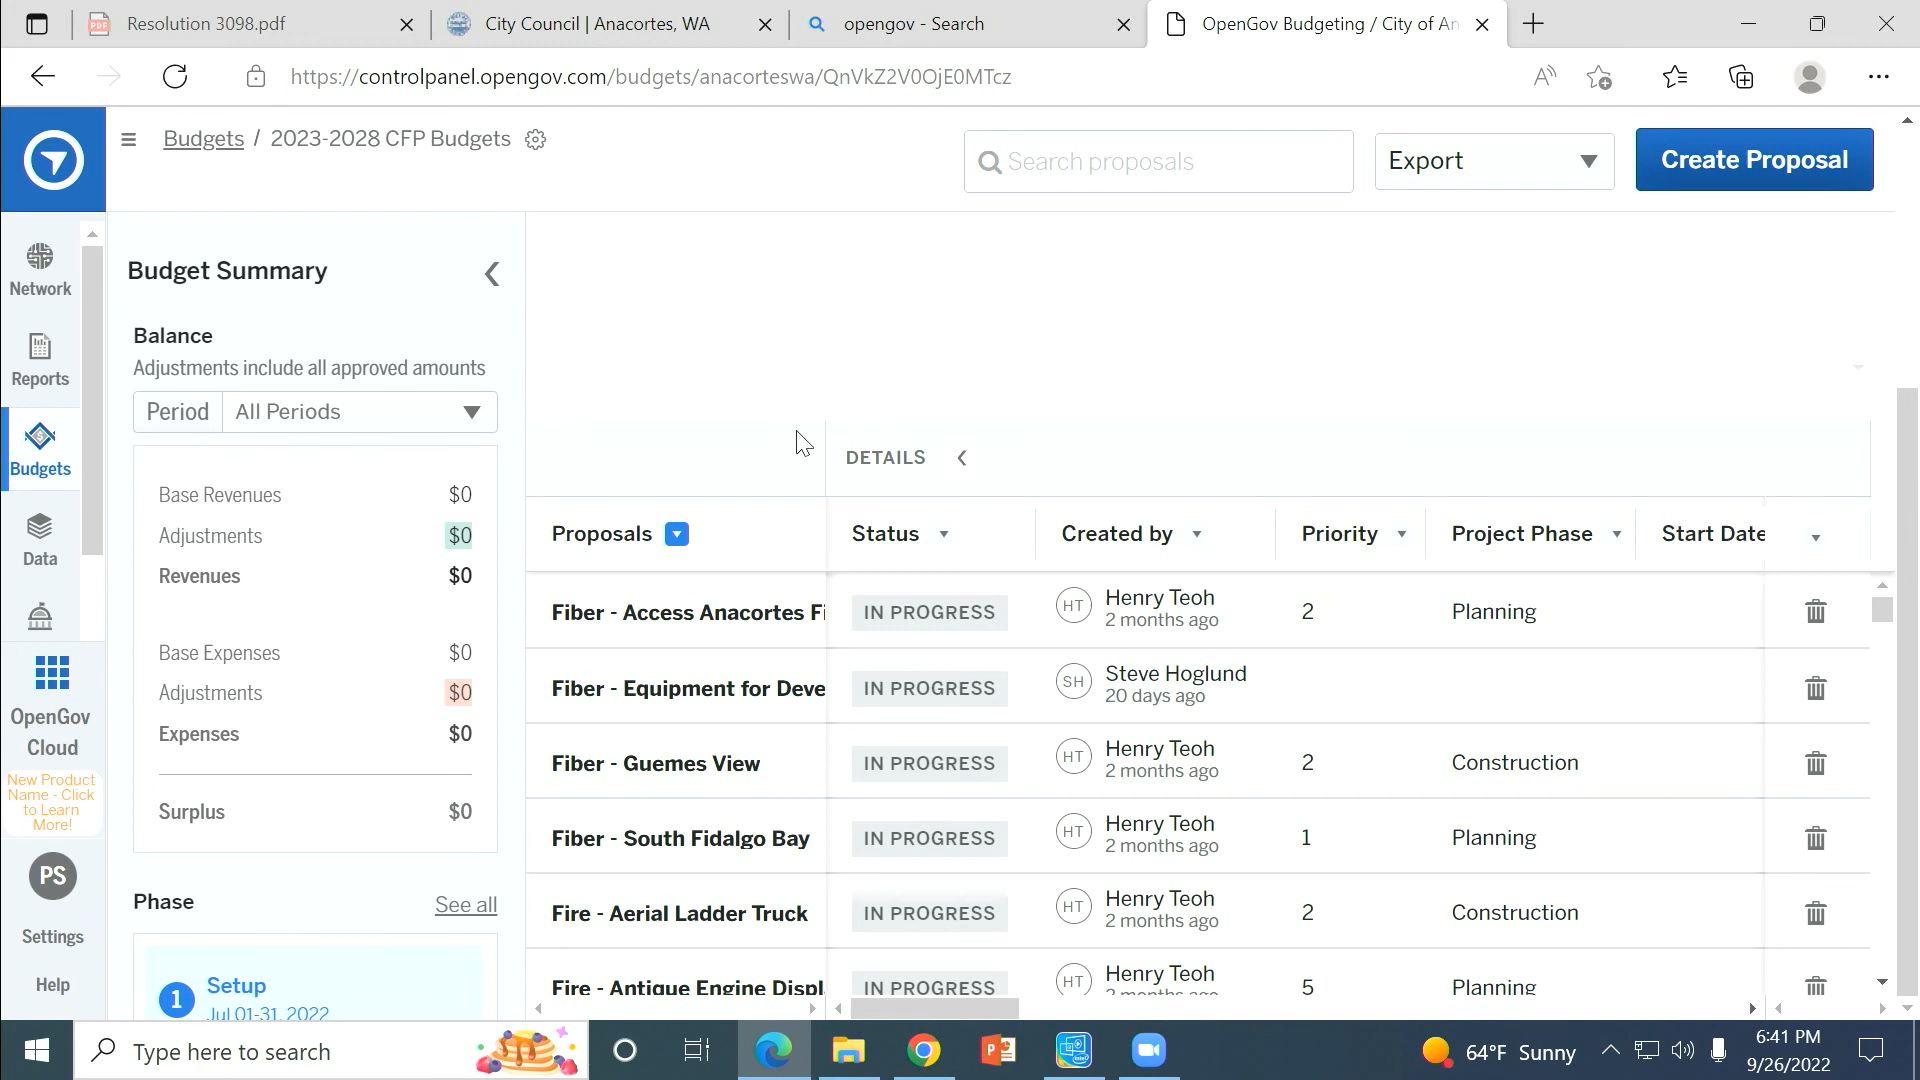 Resolution 3098.pdf
City Council | Anacortes, WA
opengov - Search
OpenGov Budgeting / City of An
https://controlpanel.opengov.com/budgets/anacorteswa/QnVkZ2V0OjE0MTcz
Budgets / 2023-2028 CFP Budgets
Search proposals
Export
Create Proposal
Network
Reports
Budgets
Data
OpenGov
Cloud
New Product
Name - Click
to Learn
More!
PS
Settings
Help
Budget Summary
Balance
Adjustments include all approved amounts
Period All Periods
Base Revenues $0
Adjustments $0
Revenues $0
Base Expenses $0
Adjustments $0
Expenses $0
Surplus $0
Phase See all
1 Setup
Jul 01-31, 2022
DETAILS
Proposals Status Created by Priority Project Phase Start Date
Fiber - Access Anacortes Fi IN PROGRESS HT Henry Teoh 2 Planning
2 months ago
Fiber - Equipment for Deve IN PROGRESS SH Steve Hoglund
20 days ago
Fiber - Guemes View IN PROGRESS HT Henry Teoh 2 Construction
2 months ago
Fiber - South Fidalgo Bay IN PROGRESS HT Henry Teoh 1 Planning
2 months ago
Fire - Aerial Ladder Truck IN PROGRESS HT Henry Teoh 2 Construction
2 months ago
Fire - Antique Engine Displ IN PROGRESS HT Henry Teoh 5 Planning
2 months ago
Type here to search
64°F Sunny
6:41 PM
9/26/2022